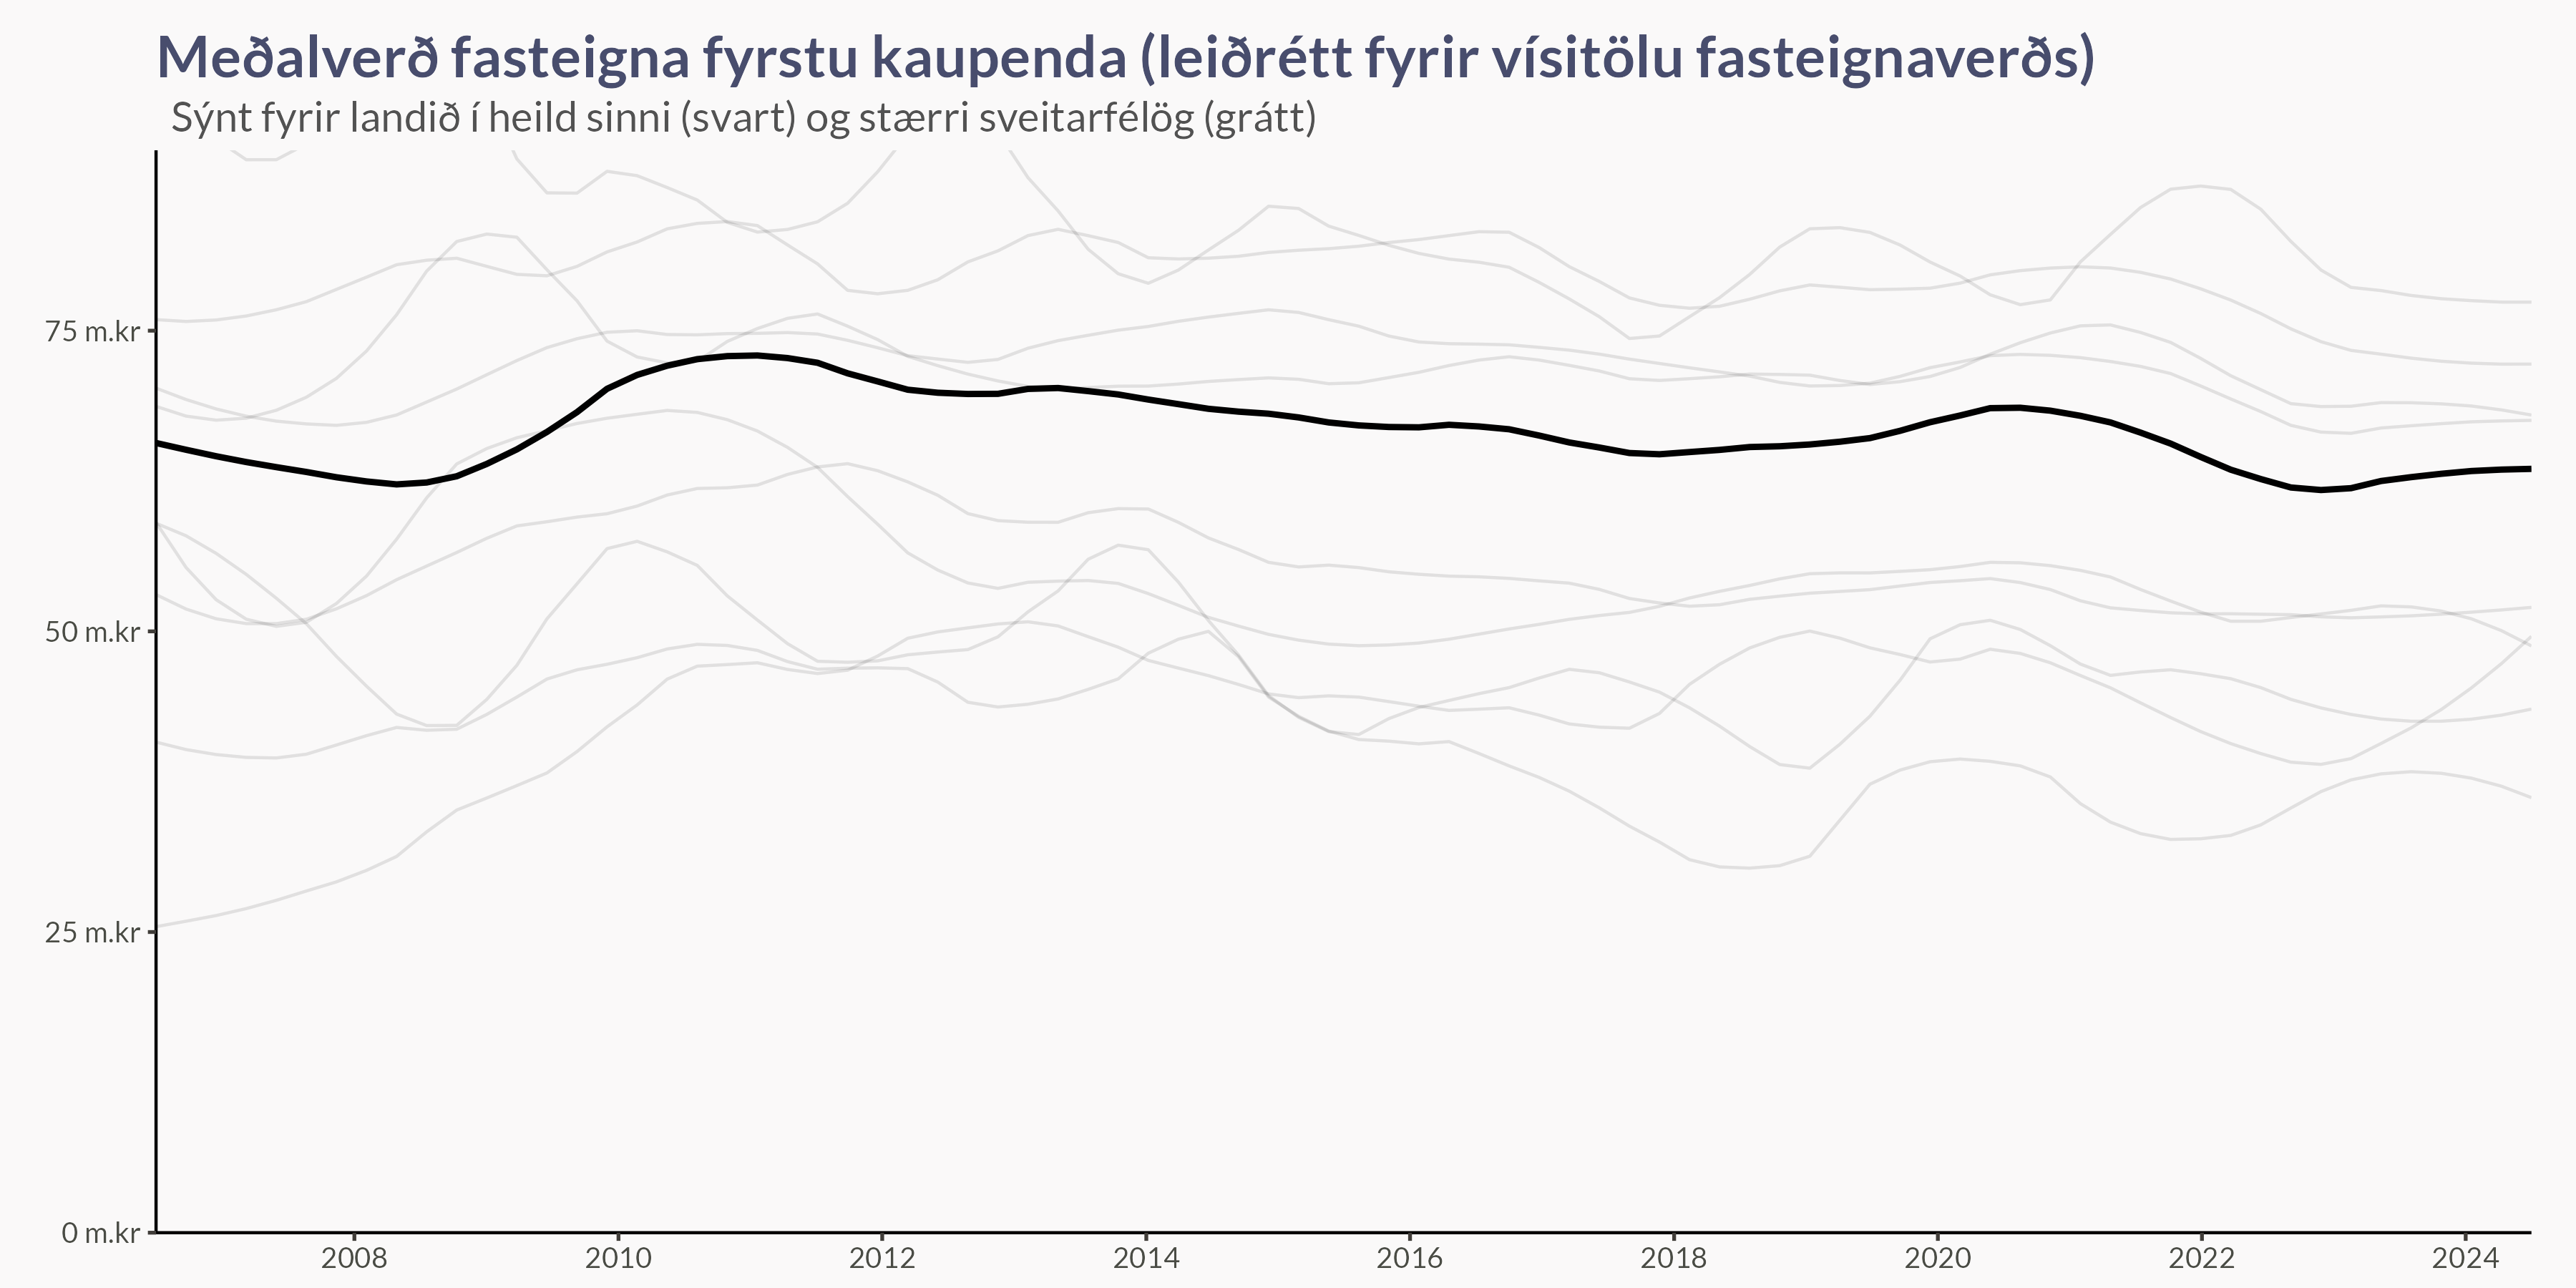 Meðalverð fasteigna fyrstu kaupenda (leiðrétt fyrir vísitölu fasteignaverðs)
Sýnt fyrir landið í heild sinni (svart) og stærri sveitarfélög (grátt)
75 m.kr
50 m.kr
25 m.kr
0 m.kr
2008 2010 2012 2014 2016 2018 2020 2022 2024